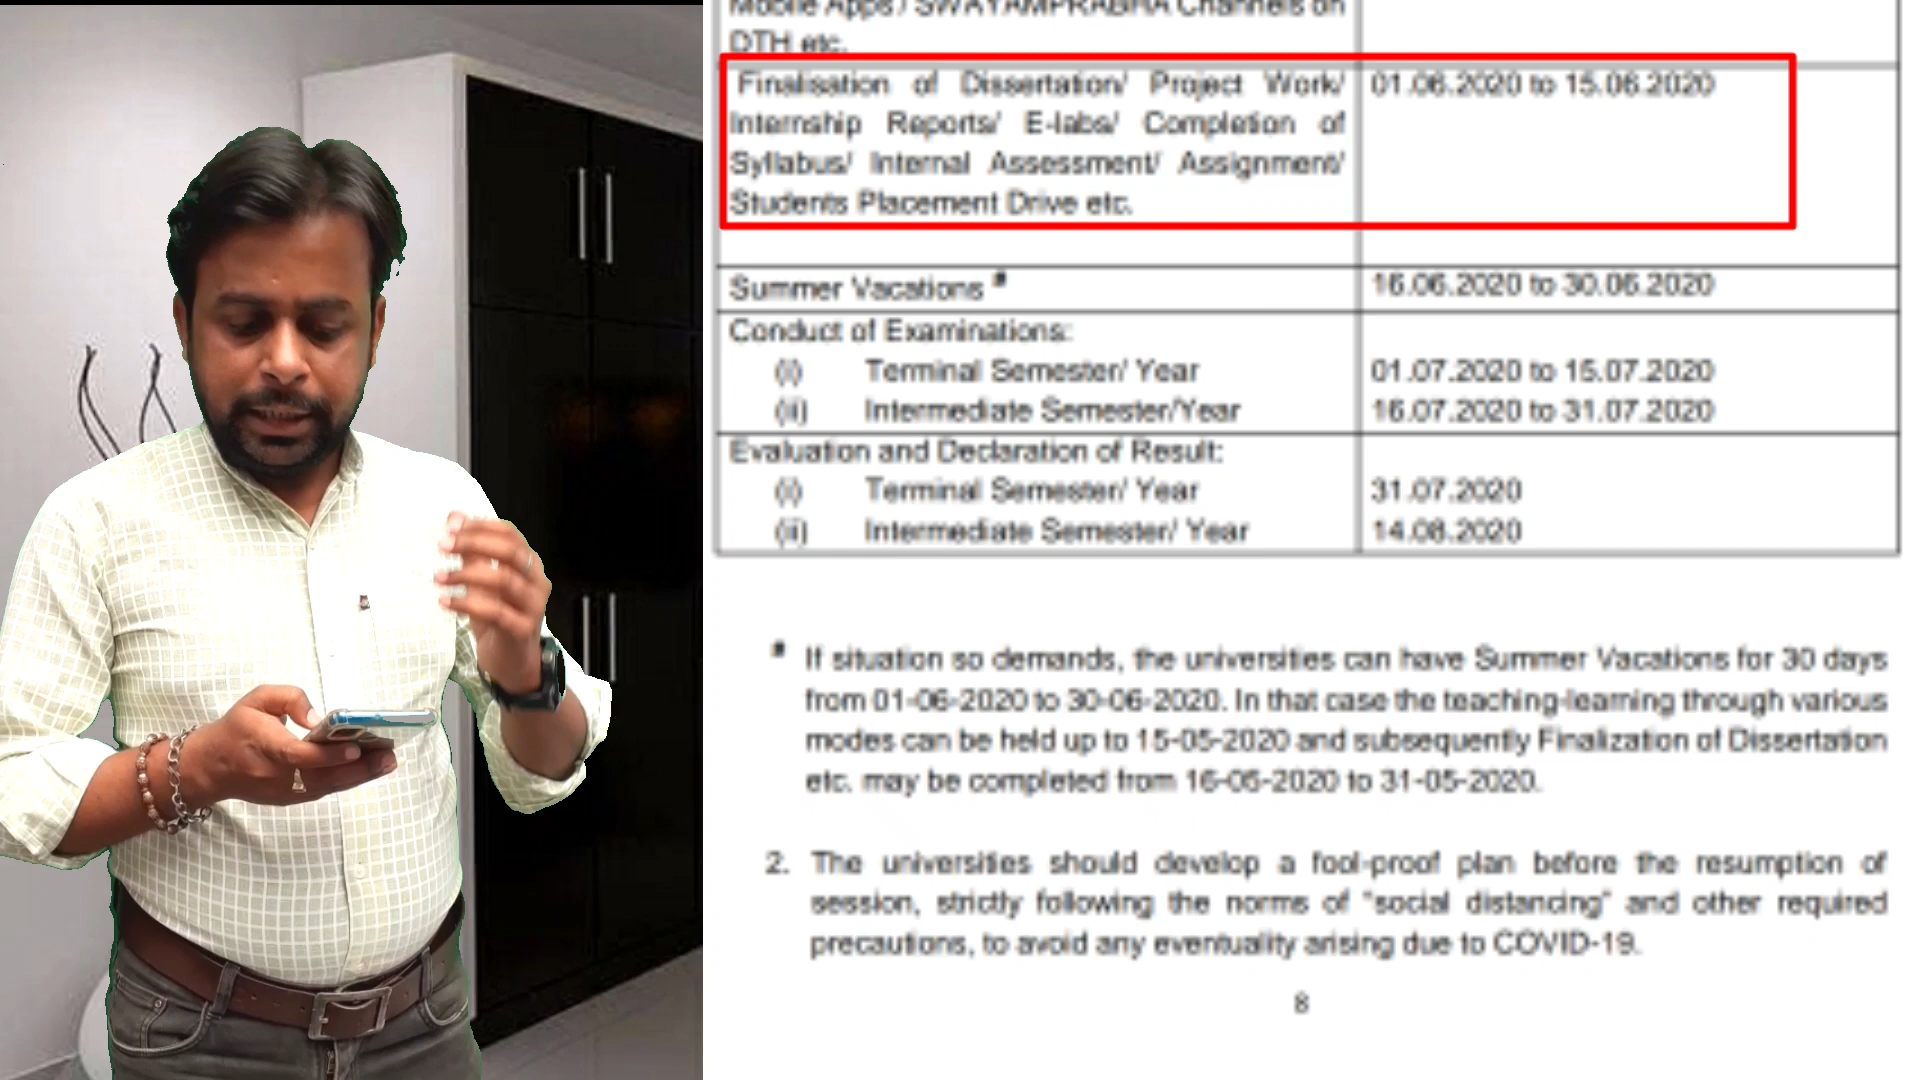 Mobile Apps / SWAYAMPRABHA Channels on
DTH etc.
Finalisation of Dissertation/ Project Work/ 01.06.2020 to 15.06.2020
Internship Reports/ E-labs/ Completion of
Syllabus/ Internal Assessment/ Assignment/
Students Placement Drive etc.
Summer Vacations # 16.06.2020 to 30.06.2020
Conduct of Examinations:
(i) Terminal Semester/ Year 01.07.2020 to 15.07.2020
(ii) Intermediate Semester/Year 16.07.2020 to 31.07.2020
Evaluation and Declaration of Result:
(i) Terminal Semester/ Year 31.07.2020
(ii) Intermediate Semester/ Year 14.08.2020
# If situation so demands, the universities can have Summer Vacations for 30 days
from 01-06-2020 to 30-06-2020. In that case the teaching-learning through various
modes can be held up to 15-05-2020 and subsequently Finalization of Dissertation
etc. may be completed from 16-05-2020 to 31-05-2020.
2. The universities should develop a fool-proof plan before the resumption of
session, strictly following the norms of "social distancing" and other required
precautions, to avoid any eventuality arising due to COVID-19.
8